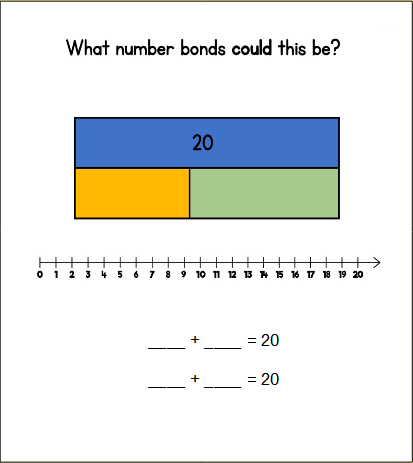 What number bonds could this be?
20
0 1 2 3 4 5 6 7 8 9 10 11 12 13 14 15 16 17 18 19 20
____ + ____ = 20
____ + ____ = 20